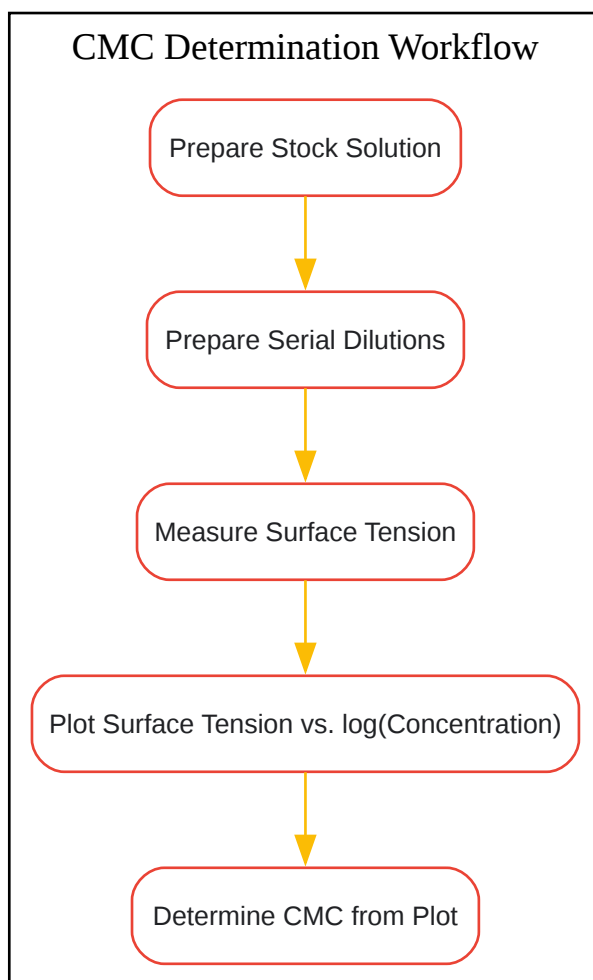 CMC Determination Workflow
Prepare Stock Solution
Prepare Serial Dilutions
Measure Surface Tension
Plot Surface Tension vs. log(Concentration)
Determine CMC from Plot